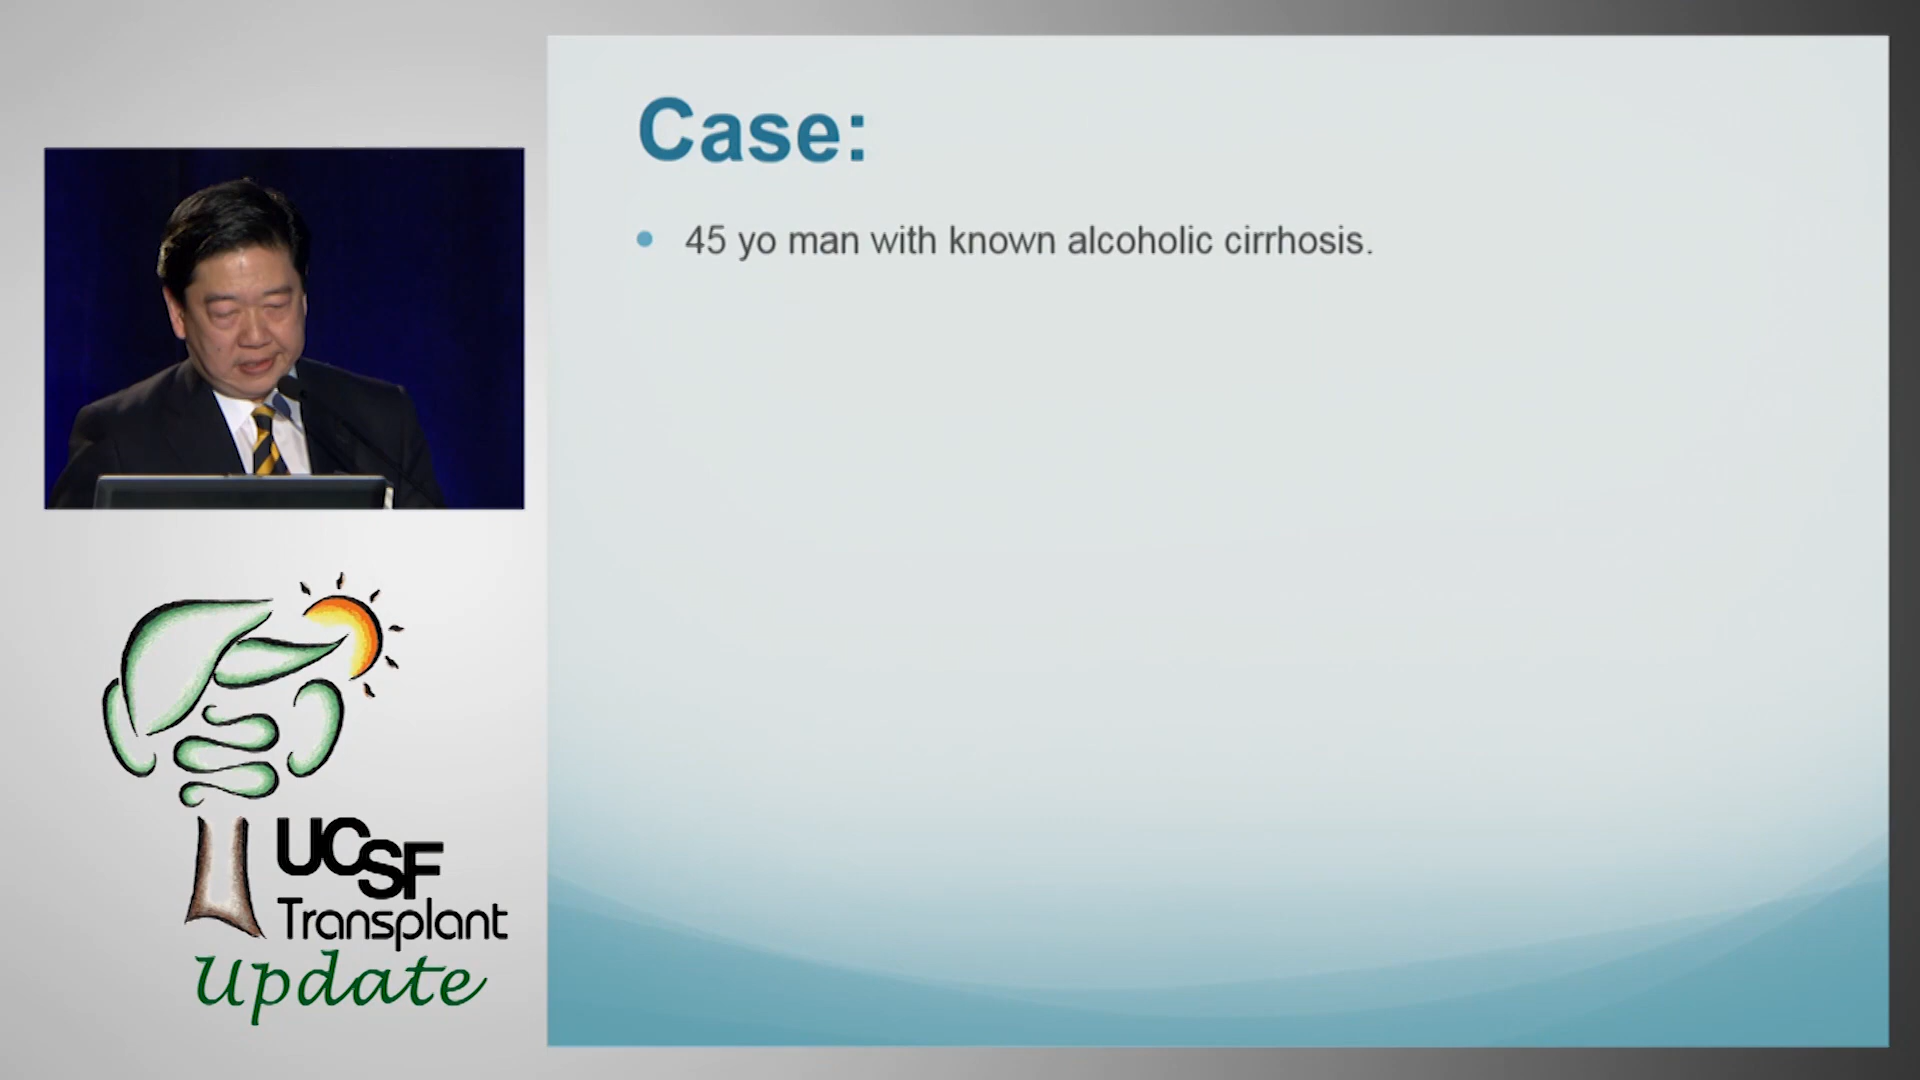 Case:
• 45 yo man with known alcoholic cirrhosis.
UCSF
Transplant
Update